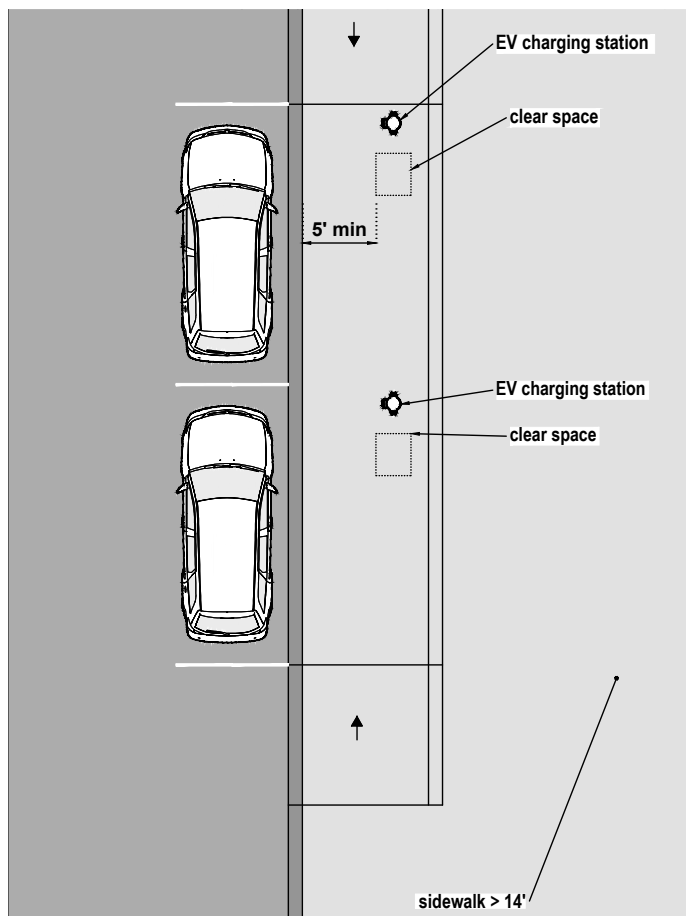 EV charging station
clear space
5' min
EV charging station
clear space
sidewalk > 14'